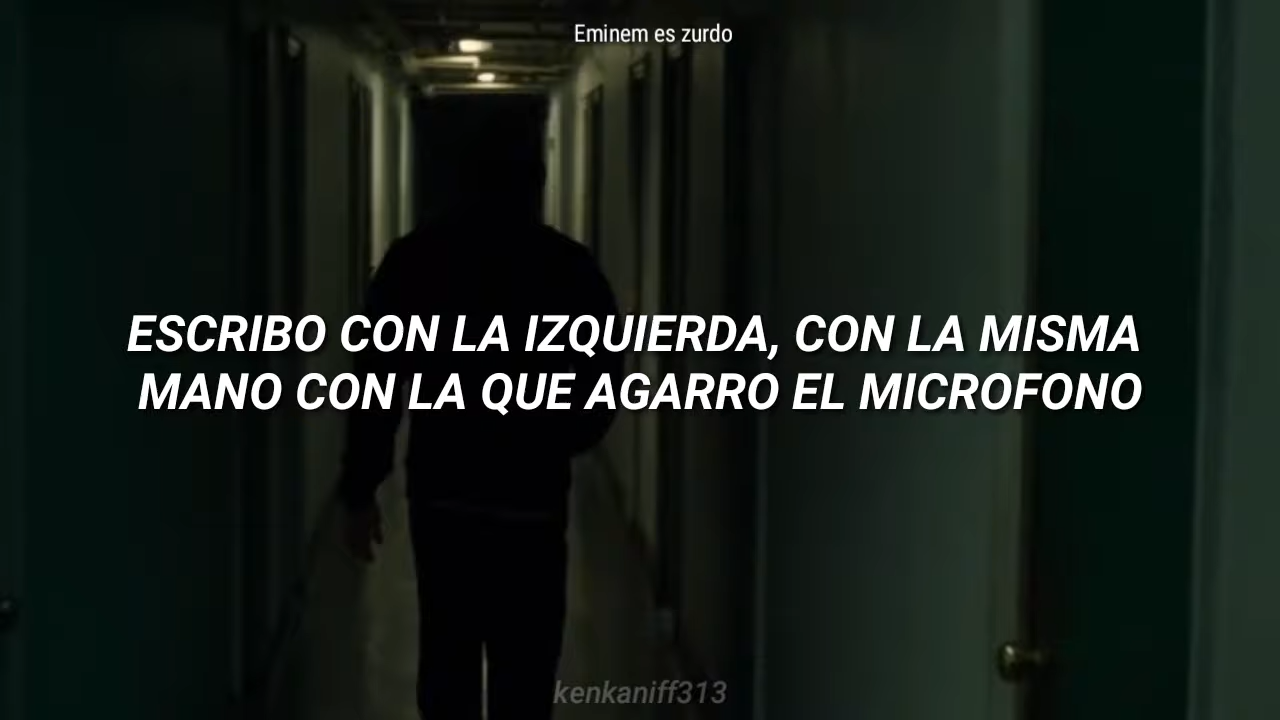 Eminem es zurdo
ESCRIBO CON LA IZQUIERDA, CON LA MISMA
MANO CON LA QUE AGARRO EL MICROFONO
kenkaniff313